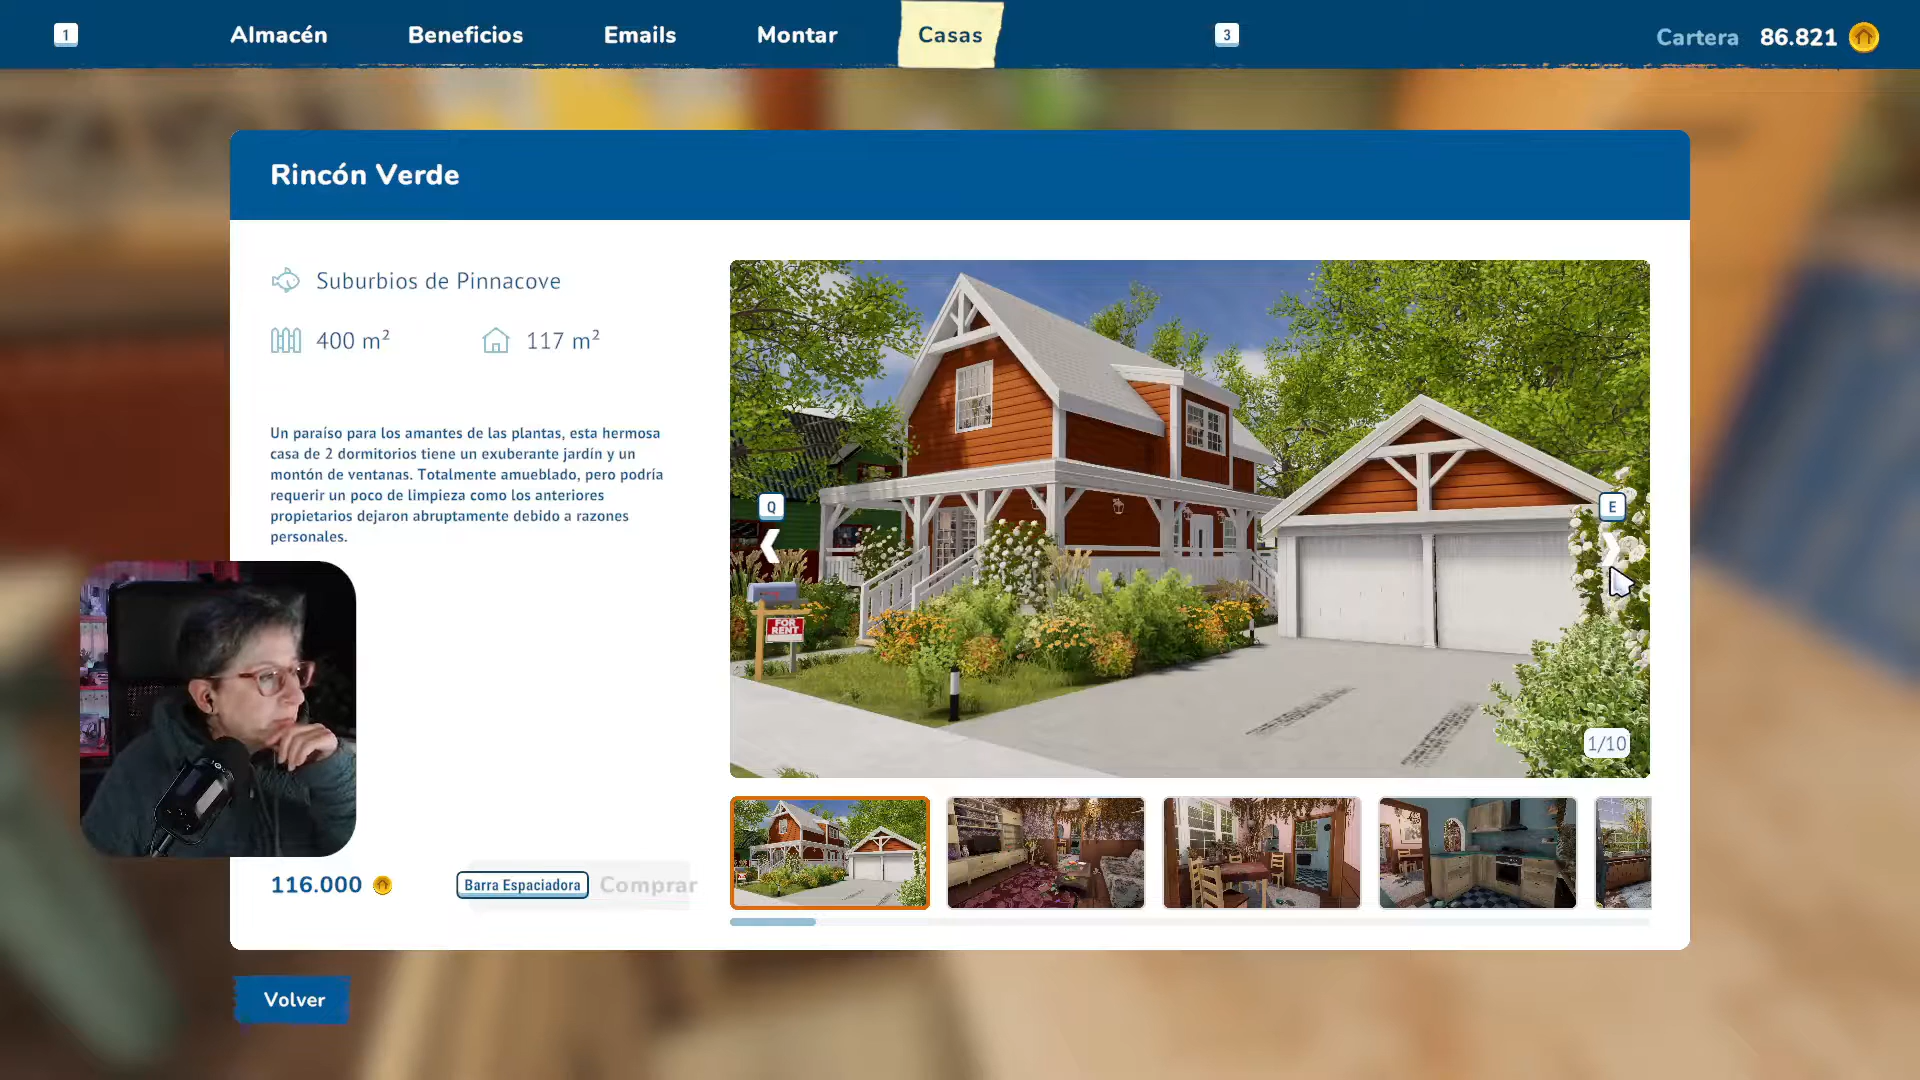 1
Almacén
Beneficios
Emails
Montar
Casas
3
Cartera 86.821
Rincón Verde
Suburbios de Pinnacove
400 m²
117 m²
Un paraíso para los amantes de las plantas, esta hermosa
casa de 2 dormitorios tiene un exuberante jardín y un
montón de ventanas. Totalmente amueblado, pero podría
requerir un poco de limpieza como los anteriores
propietarios dejaron abruptamente debido a razones
personales.
Q
E
FOR
RENT
1/10
116.000
Barra Espaciadora
Comprar
Volver